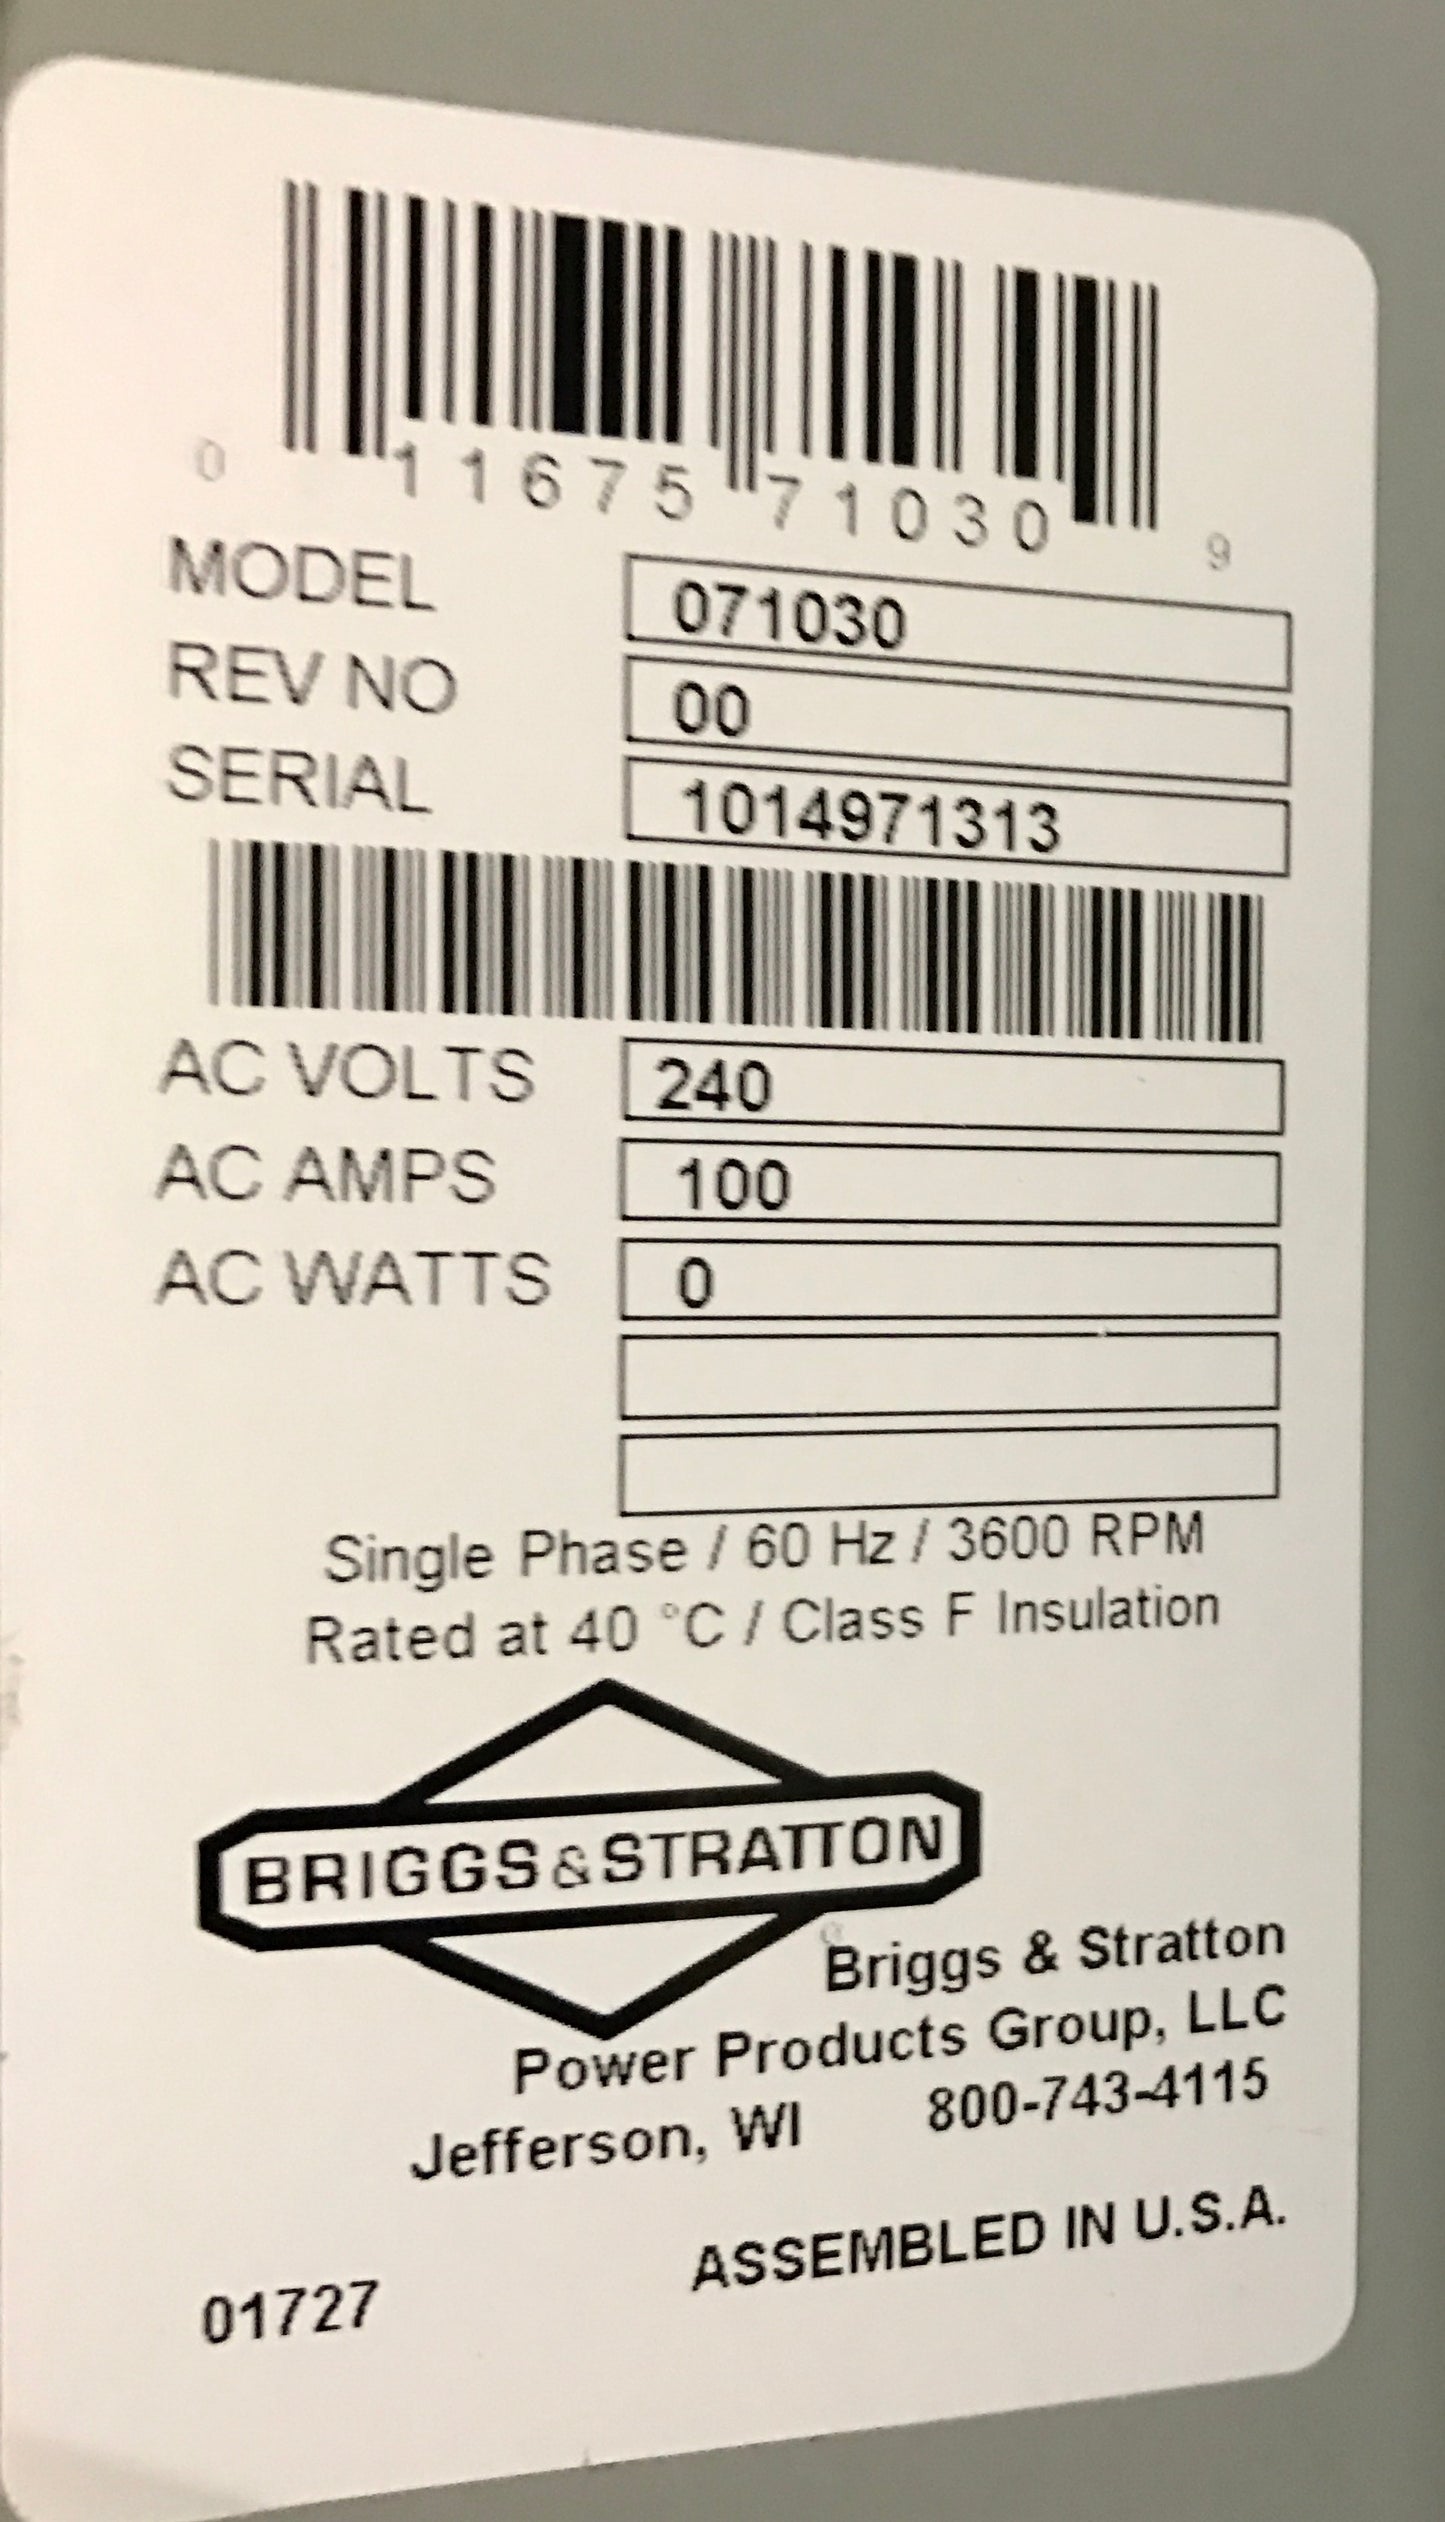 0 11675 71030 9
MODEL 071030
REV NO 00
SERIAL 1014971313
AC VOLTS 240
AC AMPS 100
AC WATTS 0
Single Phase / 60 Hz / 3600 RPM
Rated at 40 °C / Class F Insulation
BRIGGS & STRATTON
Briggs & Stratton
Power Products Group, LLC
Jefferson, WI 800-743-4115
ASSEMBLED IN U.S.A.
01727